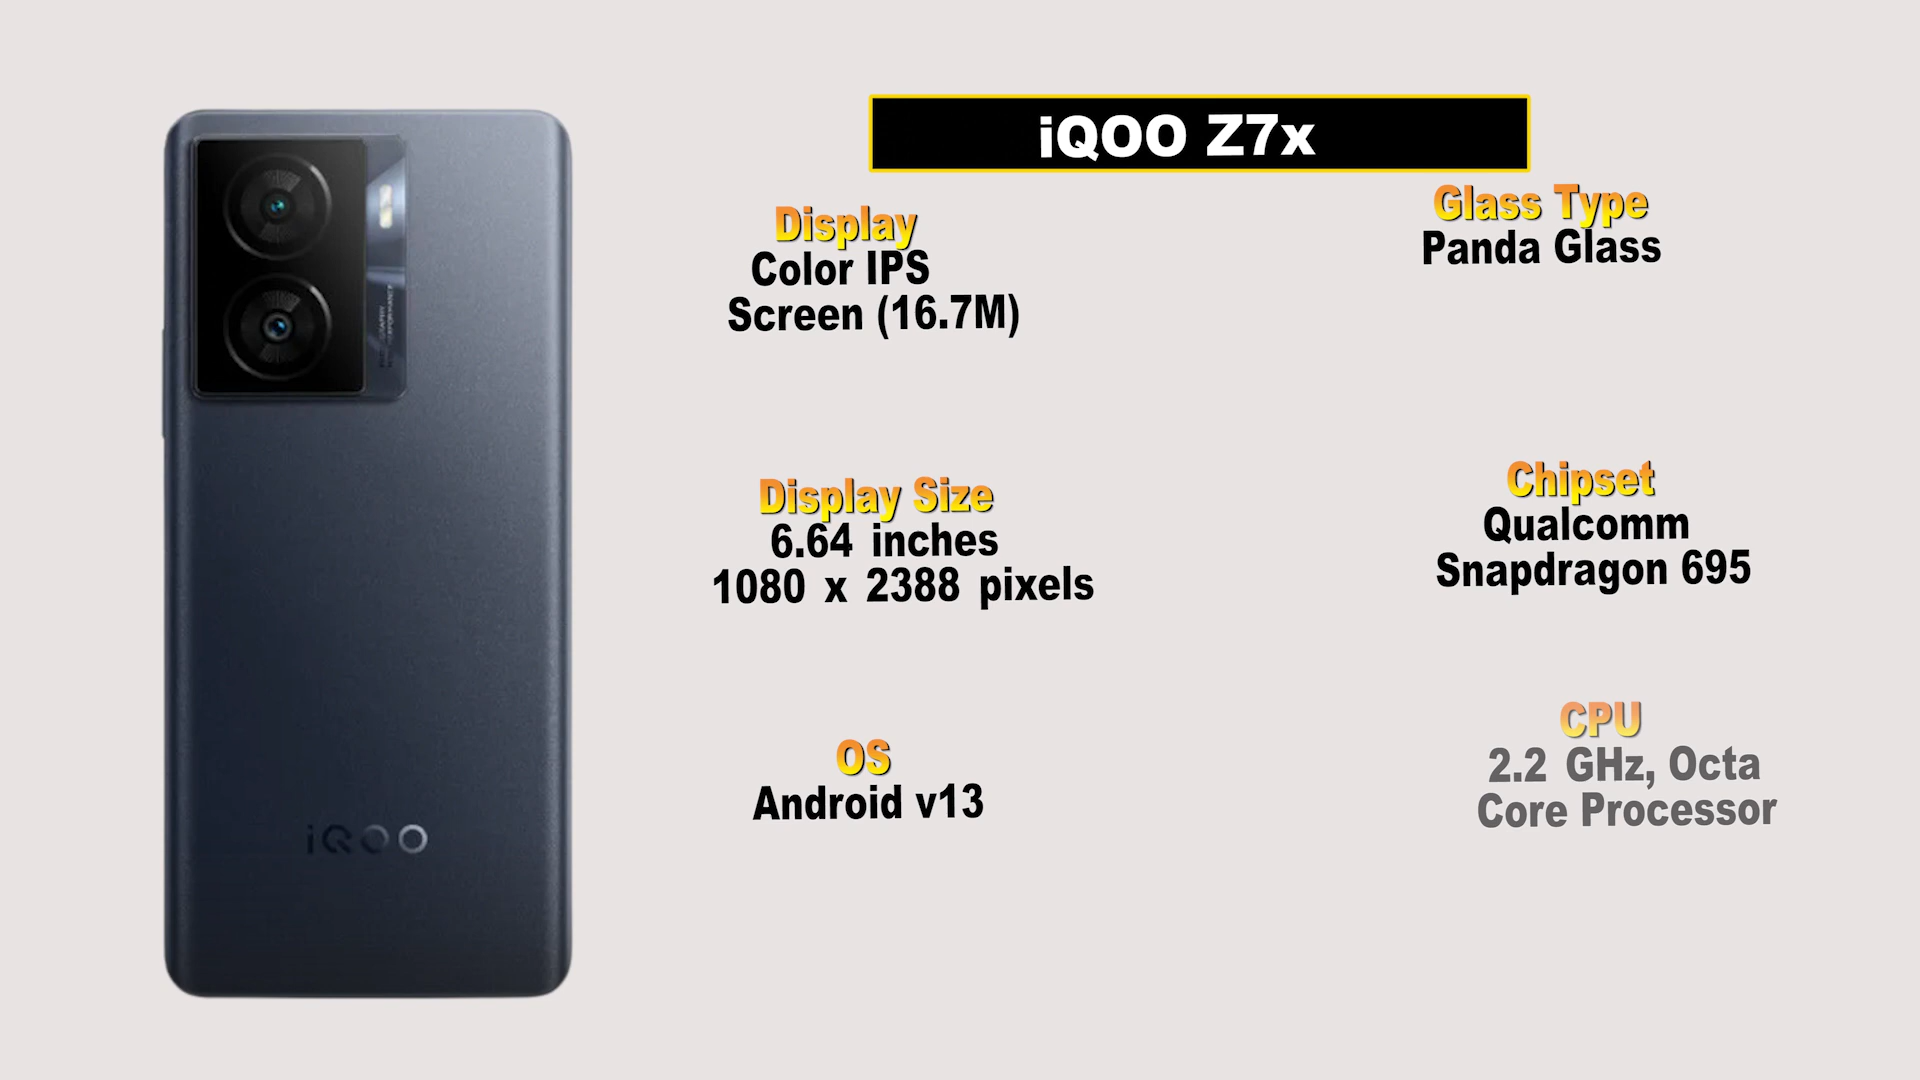 iQOO Z7x
Display
Color IPS
Screen (16.7M)
Glass Type
Panda Glass
Display Size
6.64 inches
1080 x 2388 pixels
Chipset
Qualcomm
Snapdragon 695
OS
Android v13
CPU
2.2 GHz, Octa
Core Processor
iQOO